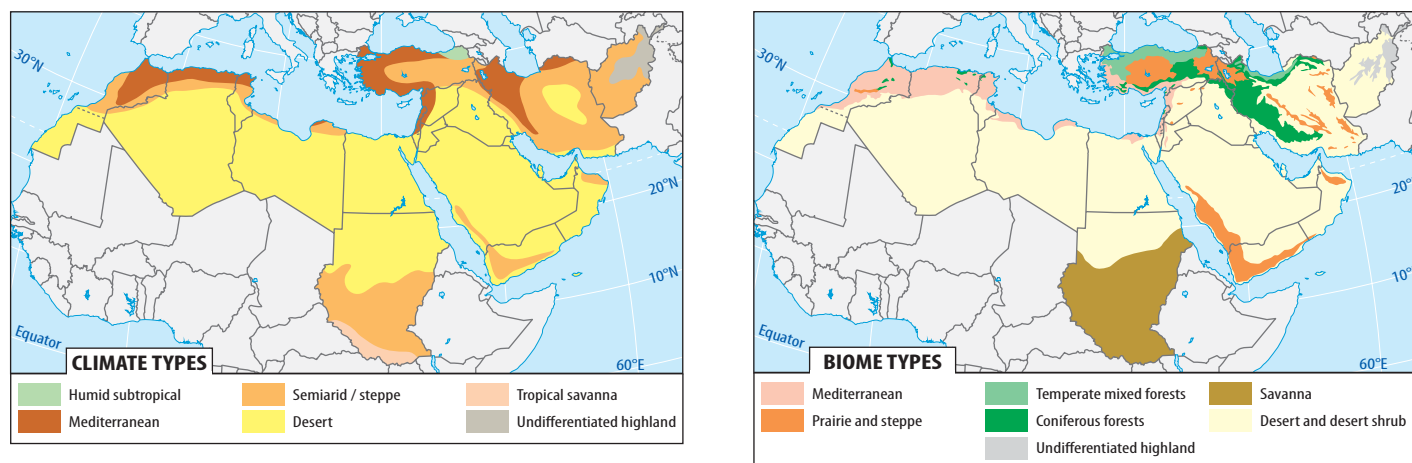 30°N
20°N
10°N
Equator
60°E
CLIMATE TYPES
Humid subtropical
Semiarid / steppe
Tropical savanna
Mediterranean
Desert
Undifferentiated highland
30°N
20°N
10°N
Equator
60°E
BIOME TYPES
Mediterranean
Temperate mixed forests
Savanna
Prairie and steppe
Coniferous forests
Desert and desert shrub
Undifferentiated highland